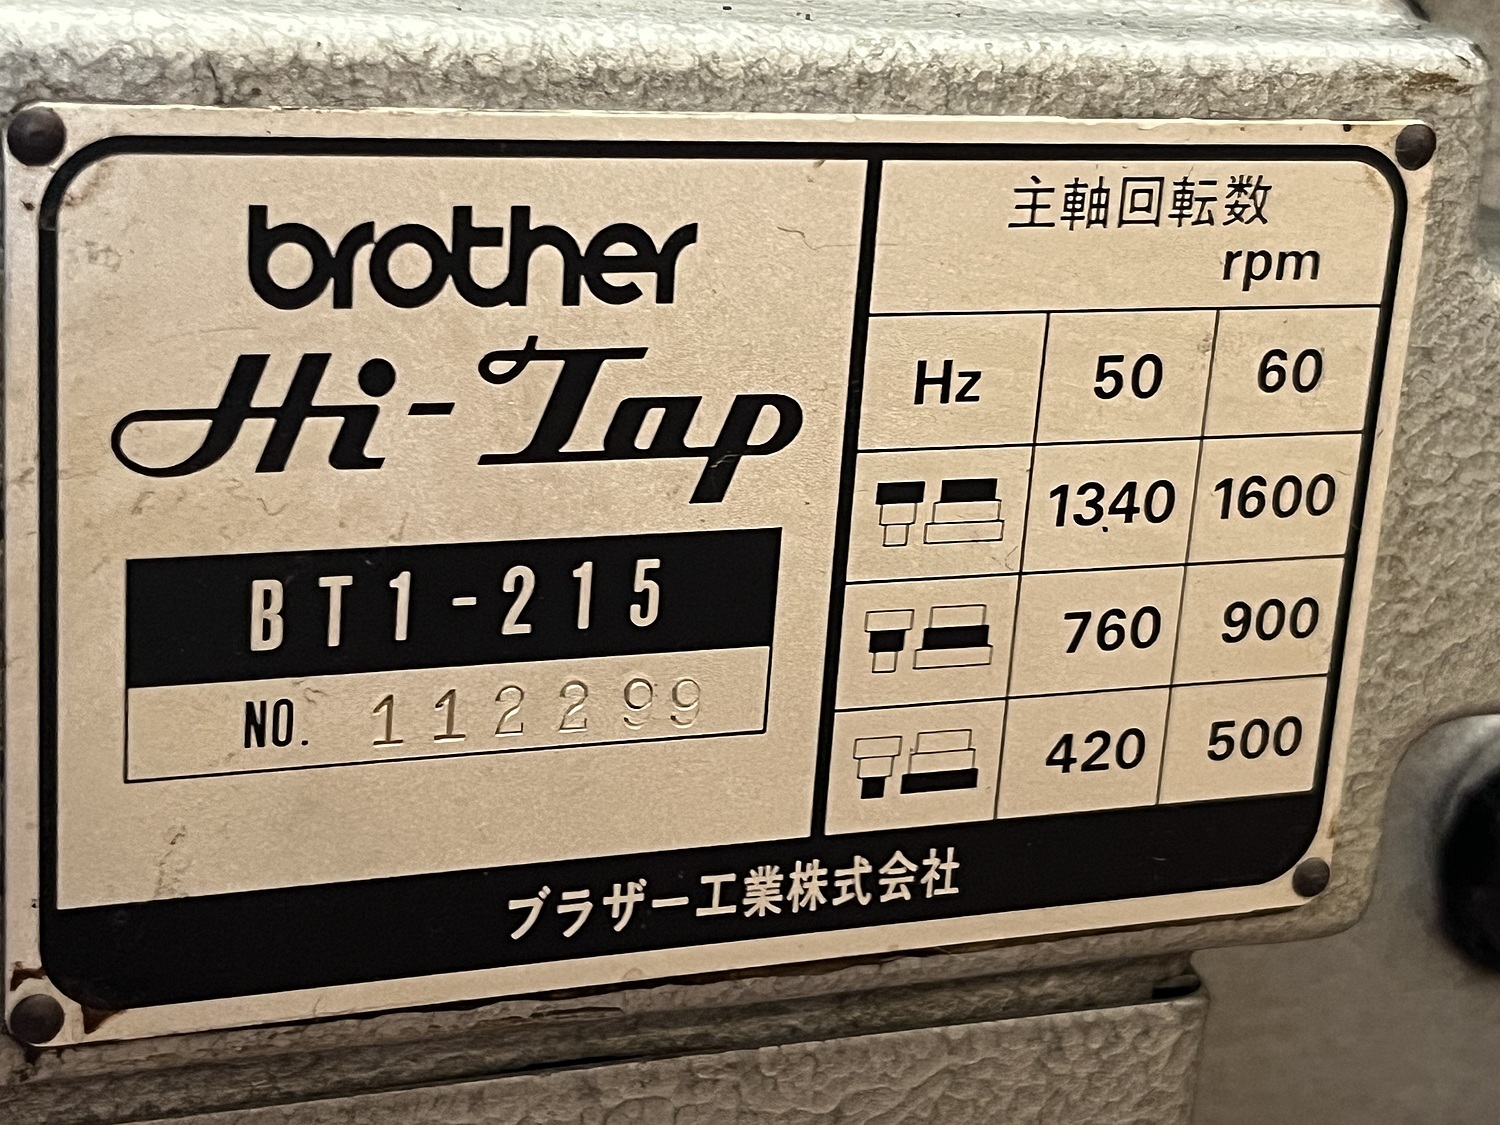 brother
Hi-Tap
BT1-215
NO. 112299
主軸回転数
rpm
Hz 50 60
1340 1600
760 900
420 500
ブラザー工業株式会社